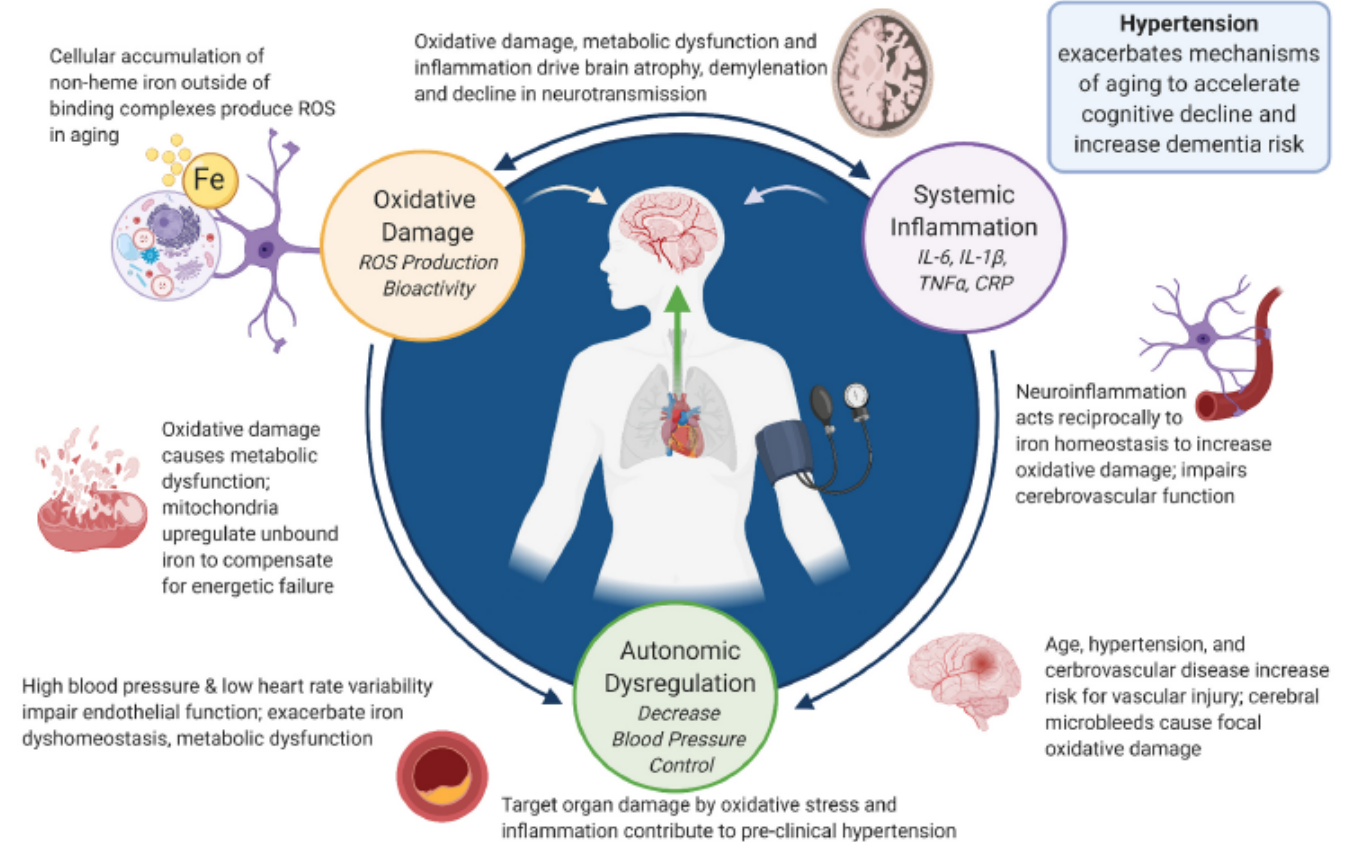 Cellular accumulation of
non-heme iron outside of
binding complexes produce ROS
in aging
Fe
Oxidative damage, metabolic dysfunction and
inflammation drive brain atrophy, demylenation
and decline in neurotransmission
Hypertension
exacerbates mechanisms
of aging to accelerate
cognitive decline and
increase dementia risk
Oxidative
Damage
ROS Production
Bioactivity
Systemic
Inflammation
IL-6, IL-1β,
TNFα, CRP
Neuroinflammation
acts reciprocally to
iron homeostasis to increase
oxidative damage; impairs
cerebrovascular function
Oxidative damage
causes metabolic
dysfunction;
mitochondria
upregulate unbound
iron to compensate
for energetic failure
Autonomic
Dysregulation
Decrease
Blood Pressure
Control
Age, hypertension, and
cerbrovascular disease increase
risk for vascular injury; cerebral
microbleeds cause focal
oxidative damage
High blood pressure & low heart rate variability
impair endothelial function; exacerbate iron
dyshomeostasis, metabolic dysfunction
Target organ damage by oxidative stress and
inflammation contribute to pre-clinical hypertension